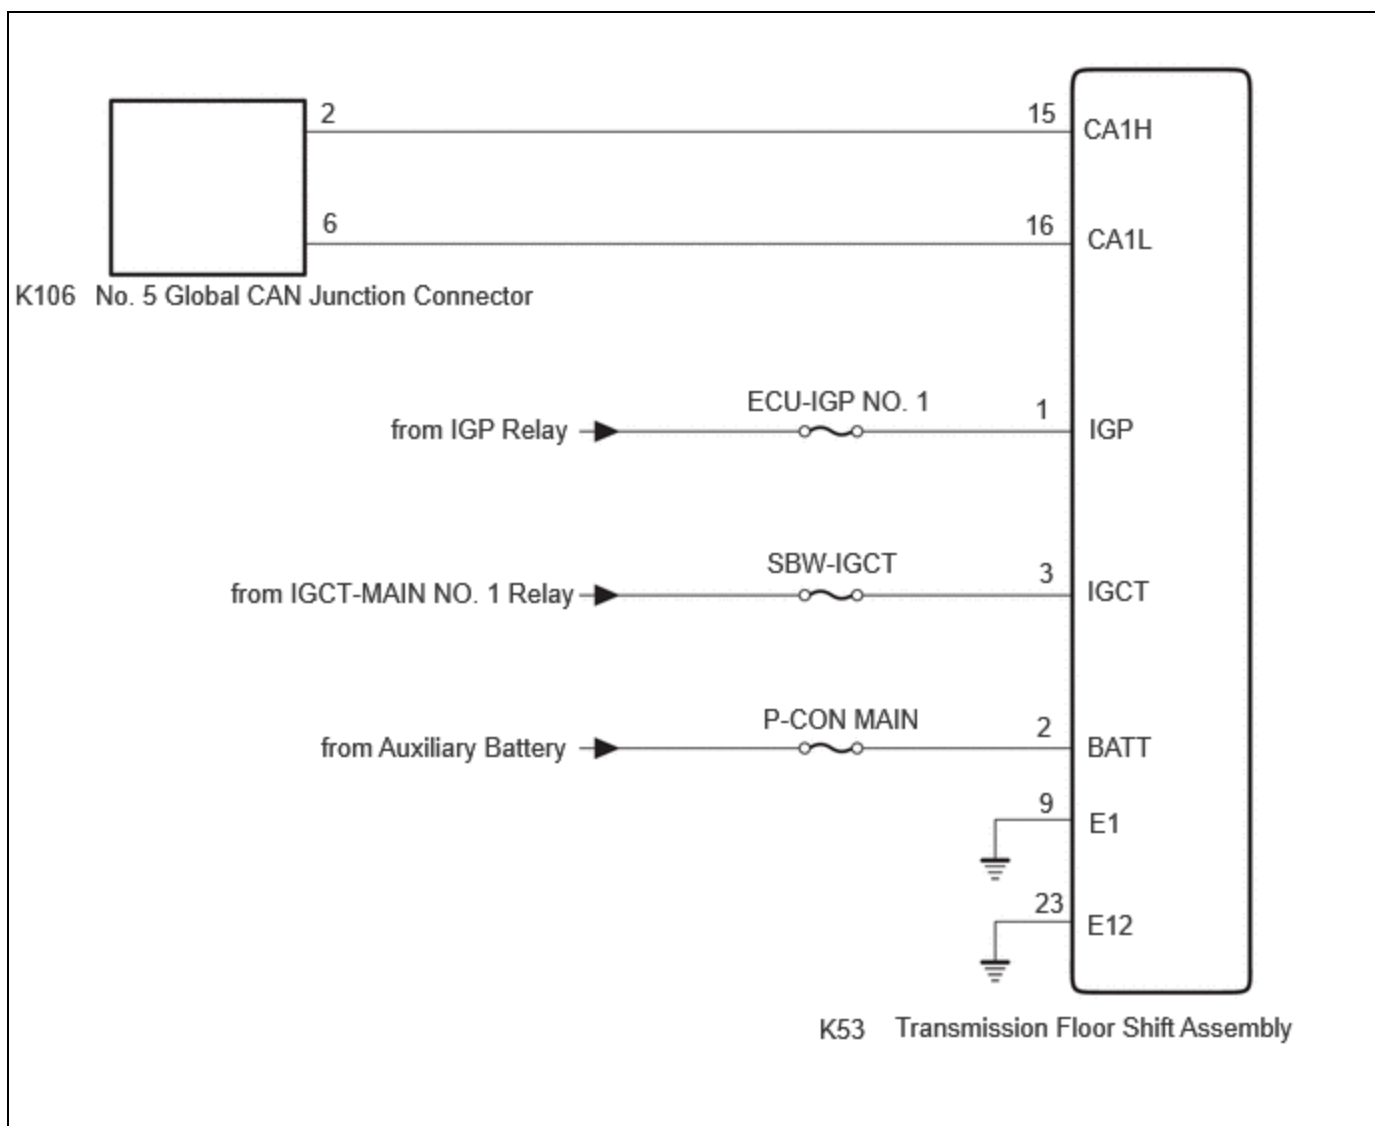 2
15
CA1H
6
16
CA1L
K106 No. 5 Global CAN Junction Connector
ECU-IGP NO. 1
from IGP Relay
1
IGP
SBW-IGCT
from IGCT-MAIN NO. 1 Relay
3
IGCT
P-CON MAIN
from Auxiliary Battery
2
BATT
9
E1
23
E12
K53 Transmission Floor Shift Assembly